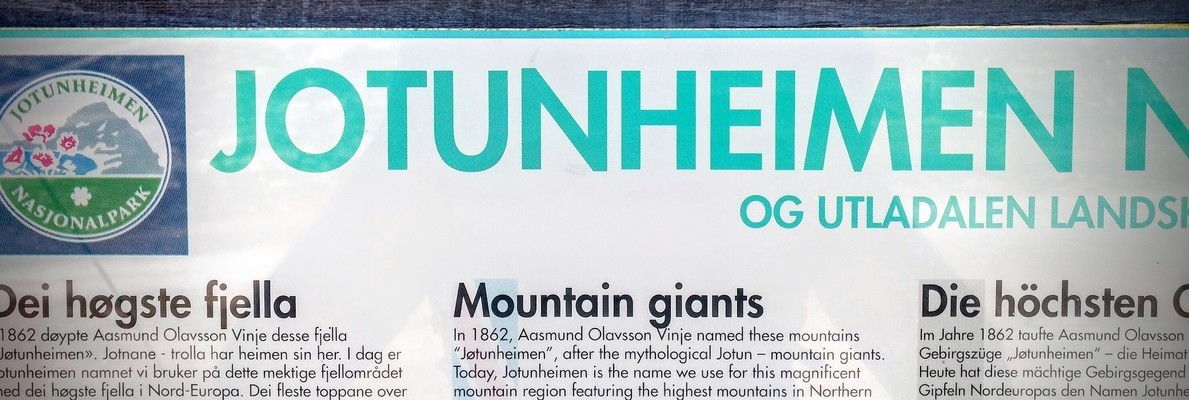 JOTUNHEIMEN
NASJONALPARK
JOTUNHEIMEN
OG UTLADALEN
Dei høgste fjella
1862 døypte Aasmund Olavsson Vinje desse fjella
Jøtunheimen». Jotnane - trolla har heimen sin her. I dag er
otunheimen namnet vi bruker på dette mektige fjellområdet
med dei høgste fjella i Nord-Europa. Dei fleste toppane over
Mountain giants
In 1862, Aasmund Olavsson Vinje named these mountains
“Jøtunheimen”, after the mythological Jotun – mountain giants.
Today, Jotunheimen is the name we use for this magnificent
mountain region featuring the highest mountains in Northern
Die höchsten
Im Jahre 1862 taufte Aasmund Olavsson
Gebirgszüge „Jøtunheimen“ – die Heimat
Heute hat diese mächtige Gebirgsgegend
Gipfeln Nordeuropas den Namen Jotunhe